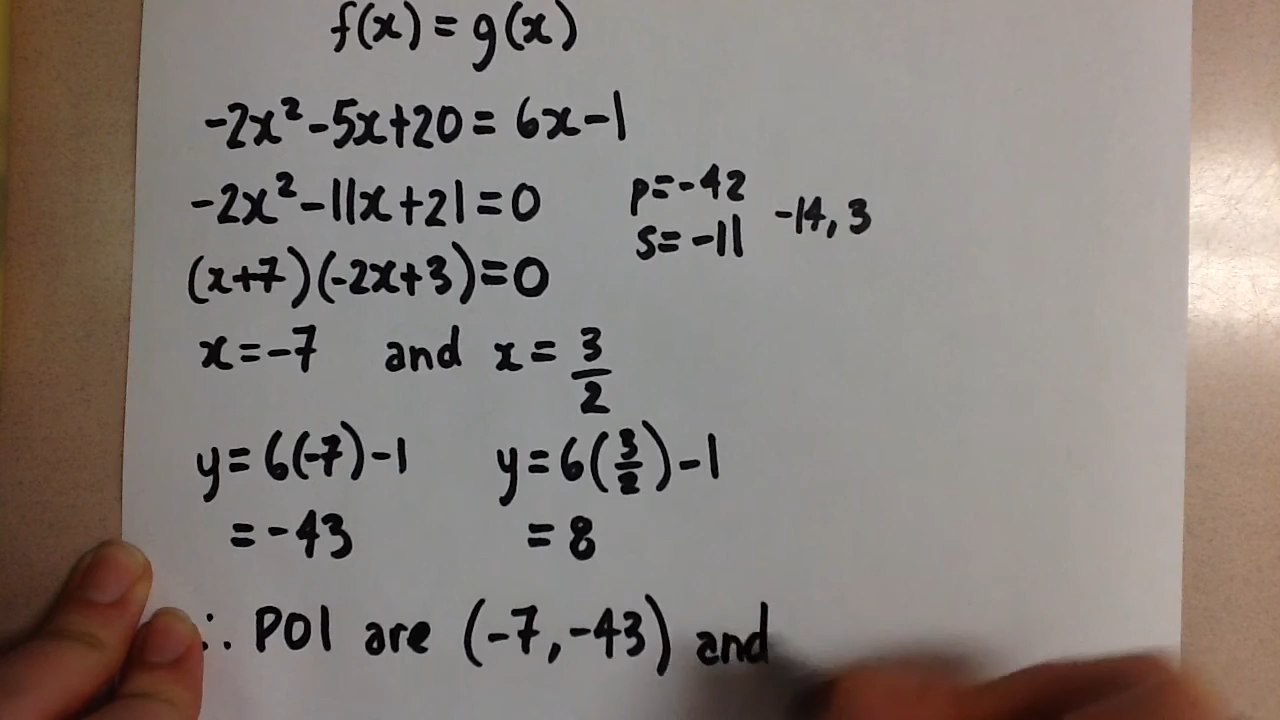 f(x) = g(x)
-2x²-5x+20 = 6x-1
-2x²-11x+21=0
p=-42
s=-11
-14, 3
(x+7)(-2x+3)=0
x=-7 and x= 3/2
y=6(-7)-1 y=6(3/2)-1
=-43 =8
∴ POI are (-7,-43) and